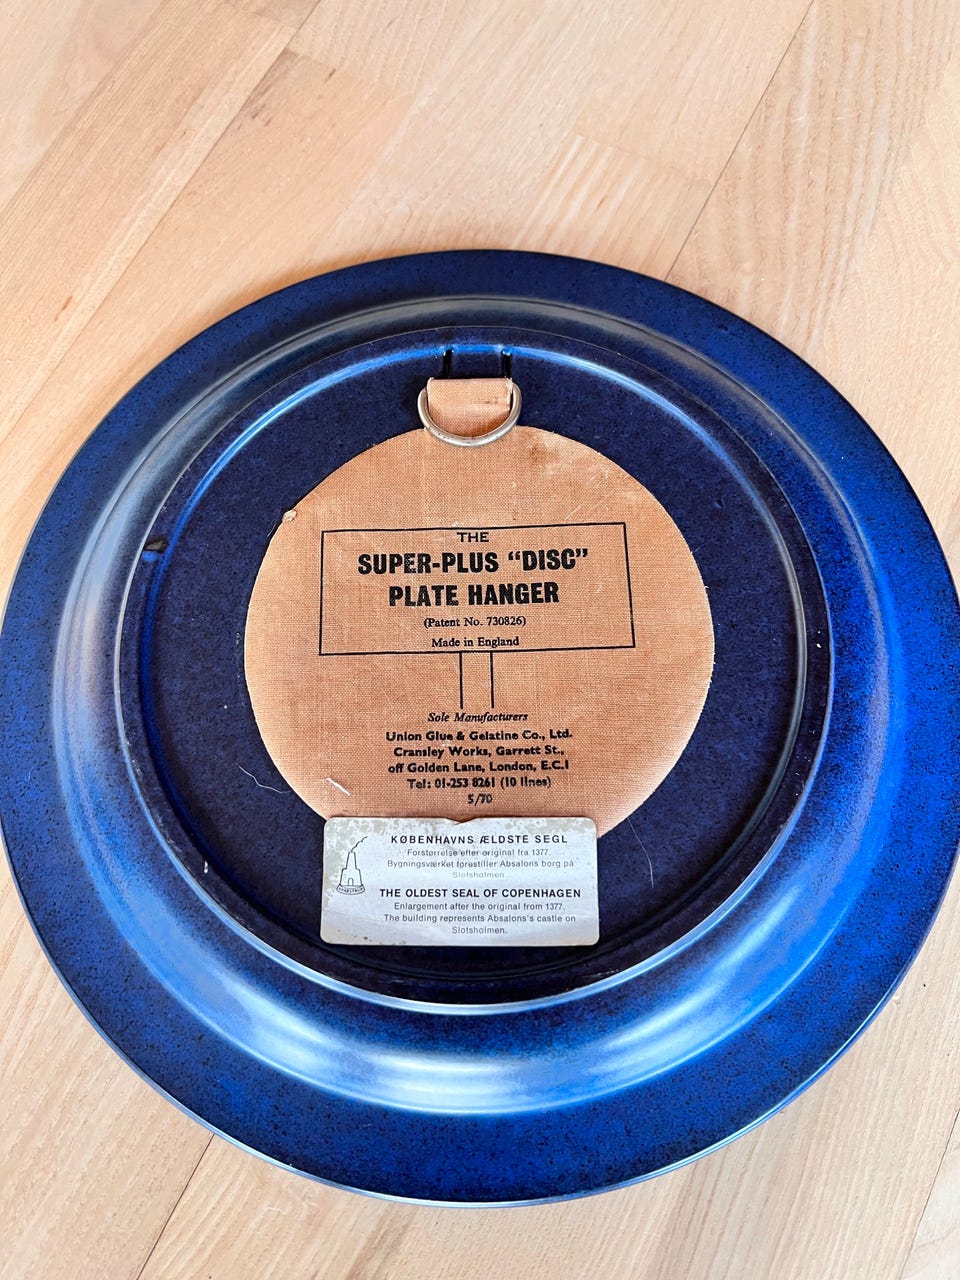 THE
SUPER-PLUS “DISC”
PLATE HANGER
(Patent No. 730826)
Made in England
Sole Manufacturers
Union Glue & Gelatine Co., Ltd.
Cransley Works, Garrett St.,
off Golden Lane, London, E.C.1
Tel: 01-253 8261 (10 lines)
5/70
KØBENHAVNS ÆLDSTE SEGL
Forstørrelse efter original fra 1377.
Bygningsværket forestiller Absalons borg på
Slotsholmen.
THE OLDEST SEAL OF COPENHAGEN
Enlargement after the original from 1377.
The building represents Absalons's castle on
Slotsholmen.